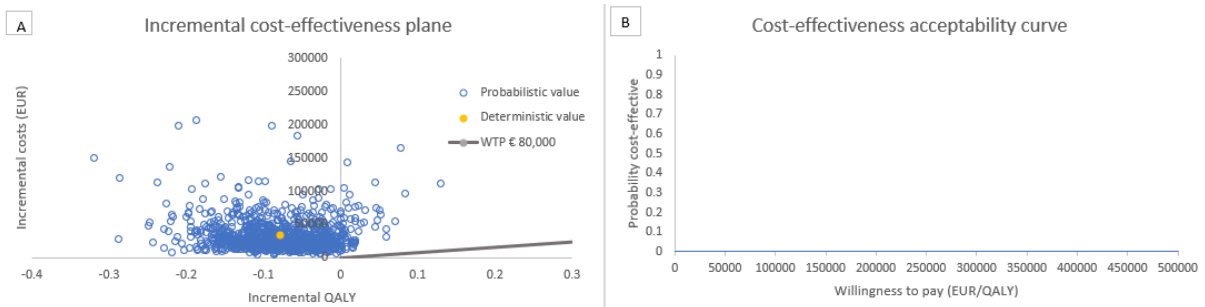 A
Incremental cost-effectiveness plane
Incremental costs (EUR)
300000
250000
200000
150000
100000
50000
0
-0.4 -0.3 -0.2 -0.1 0 0.1 0.2 0.3
Incremental QALY
Probabilistic value
Deterministic value
WTP € 80,000
B
Cost-effectiveness acceptability curve
Probability cost-effective
1
0.9
0.8
0.7
0.6
0.5
0.4
0.3
0.2
0.1
0
0 50000 100000 150000 200000 250000 300000 350000 400000 450000 500000
Willingness to pay (EUR/QALY)